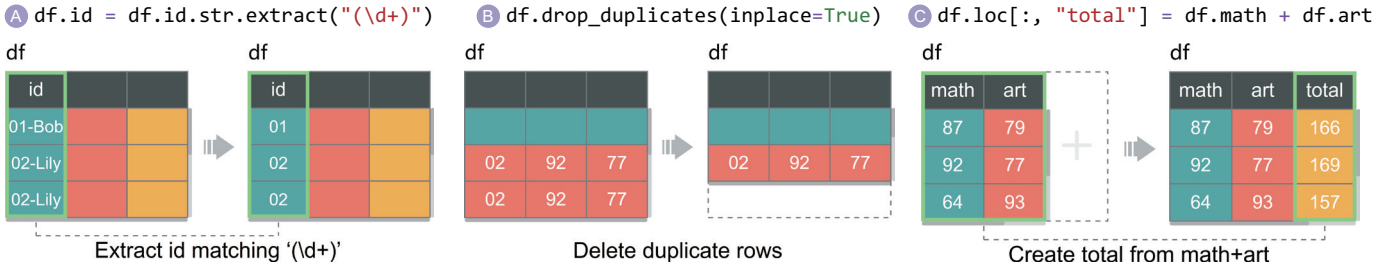 A df.id = df.id.str.extract("(\d+)")
df df
id id
01-Bob 01
02-Lily 02
02-Lily 02
Extract id matching ‘(\d+)’
B df.drop_duplicates(inplace=True)
df df
02 92 77 02 92 77
02 92 77
Delete duplicate rows
C df.loc[:, "total"] = df.math + df.art
df df
math art math art total
87 79 87 79 166
92 77 92 77 169
64 93 64 93 157
Create total from math+art